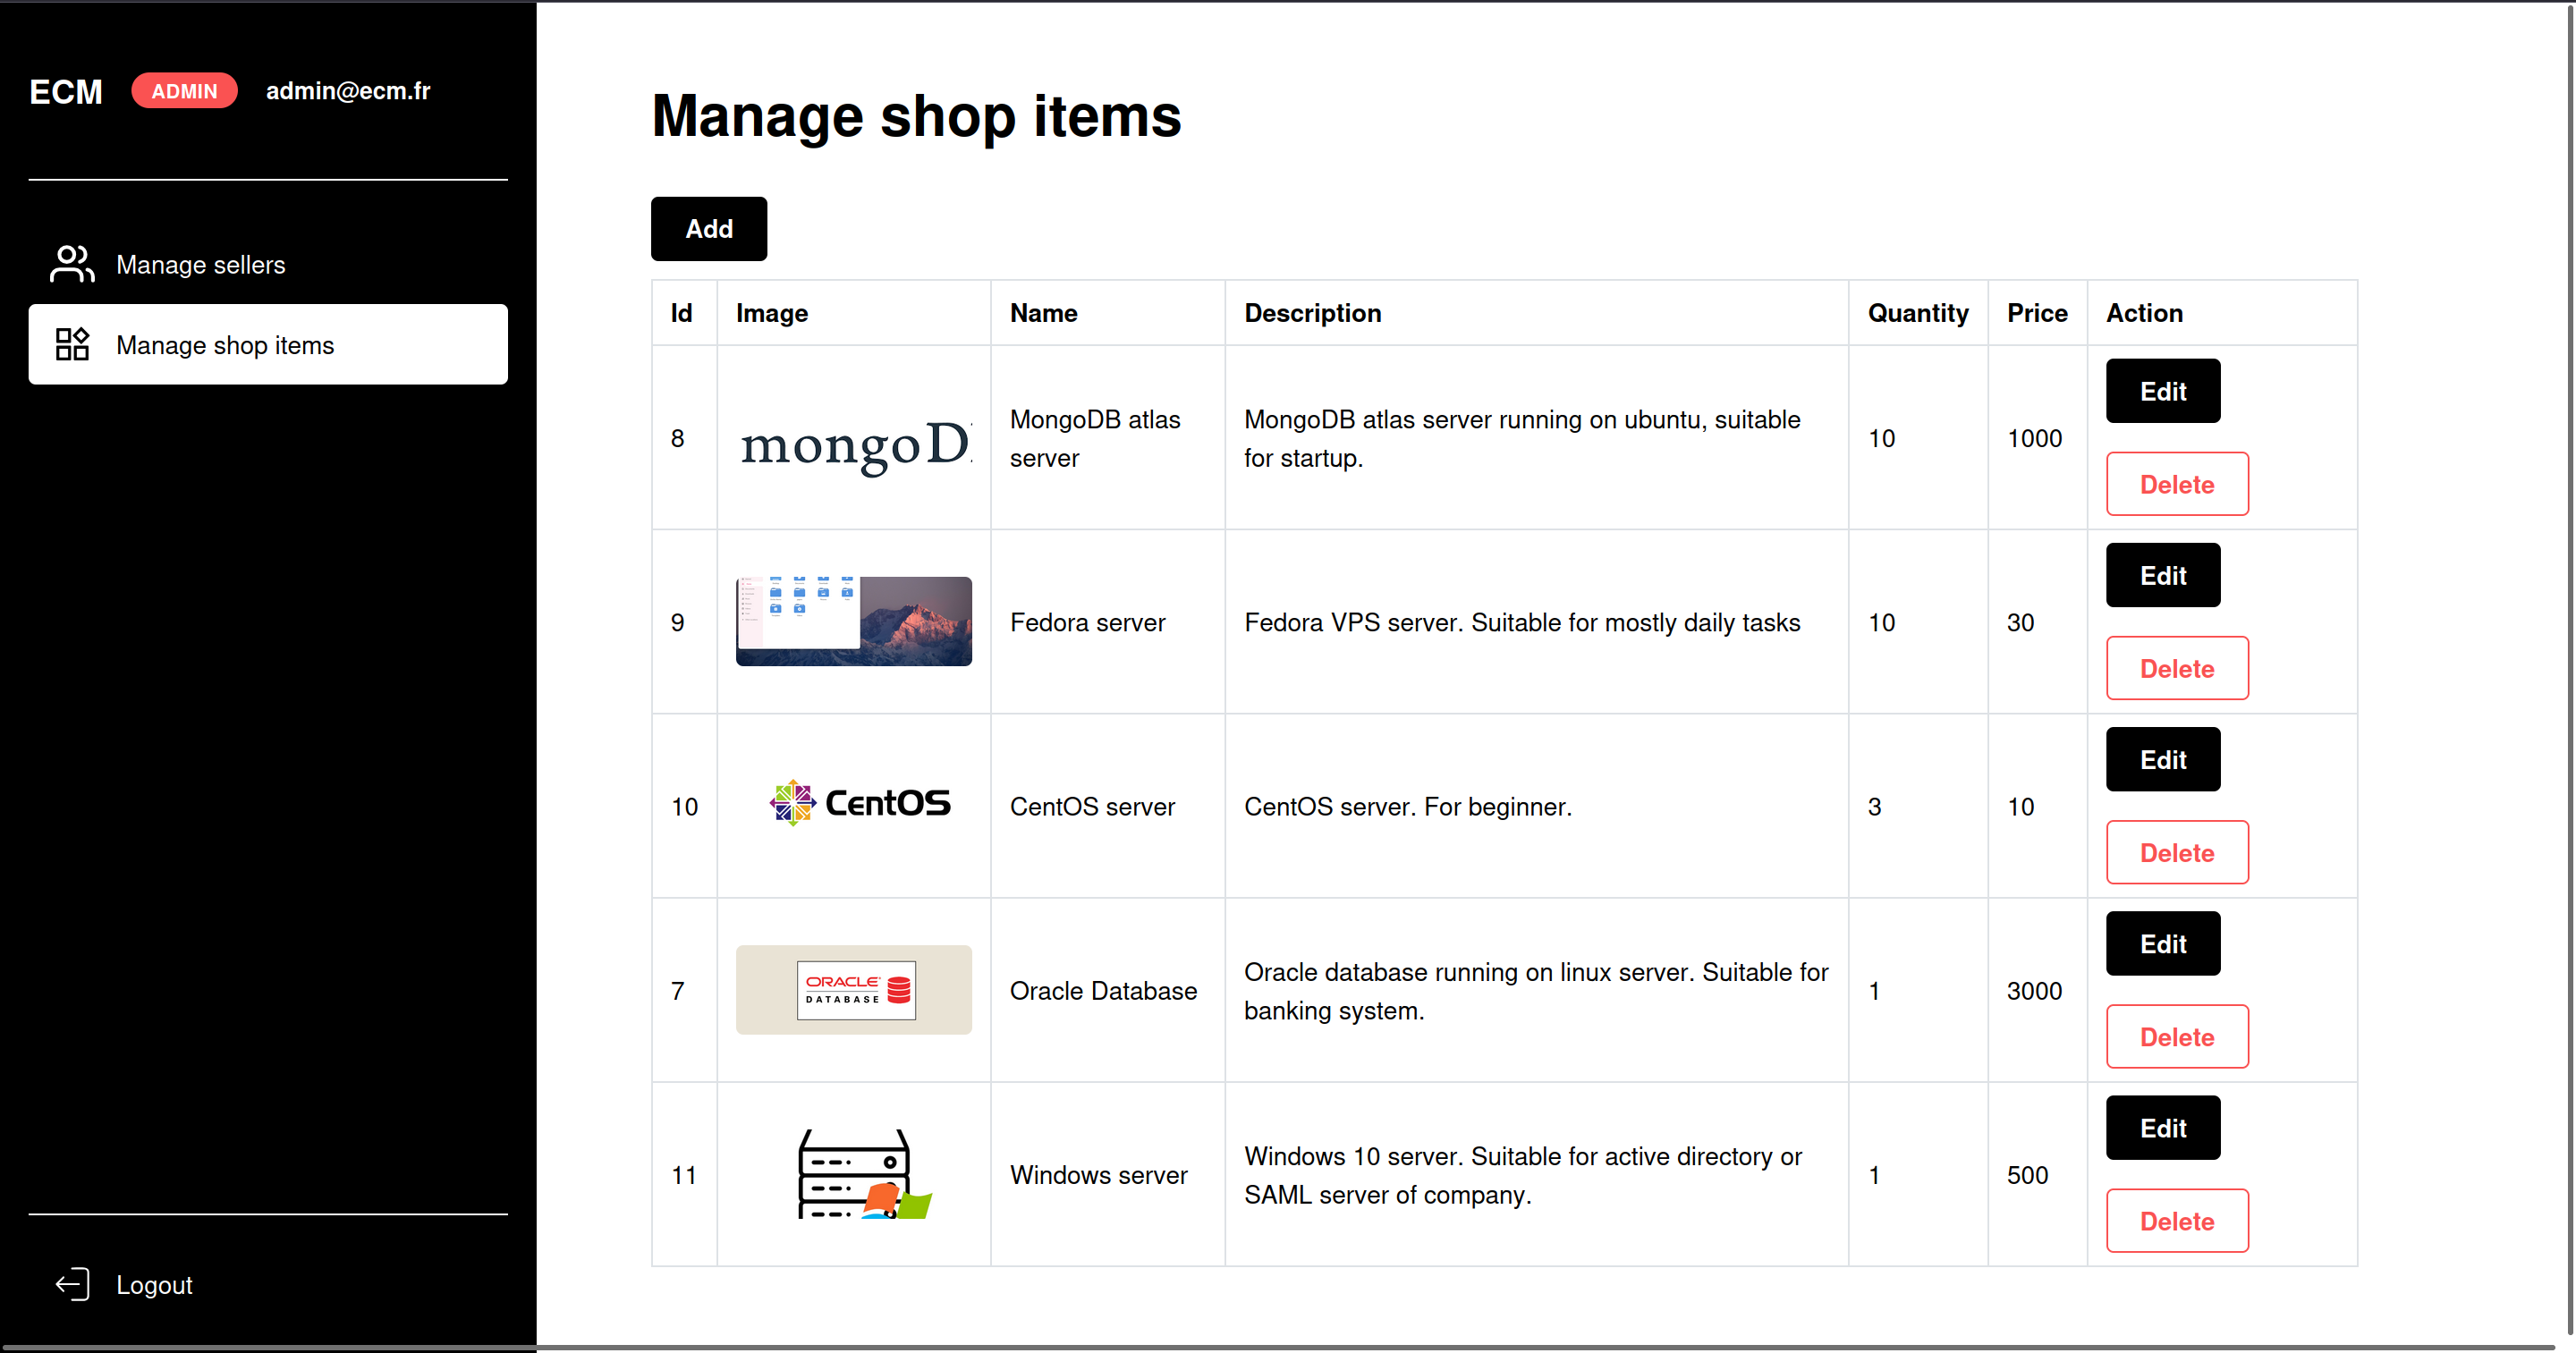 ECM ADMIN admin@ecm.fr
Manage sellers
Manage shop items
Logout
Manage shop items
Add
Id Image Name Description Quantity Price Action
8 mongoD MongoDB atlas server MongoDB atlas server running on ubuntu, suitable for startup. 10 1000 Edit Delete
9 Fedora server Fedora VPS server. Suitable for mostly daily tasks 10 30 Edit Delete
10 CentOS CentOS server CentOS server. For beginner. 3 10 Edit Delete
7 ORACLE DATABASE Oracle Database Oracle database running on linux server. Suitable for banking system. 1 3000 Edit Delete
11 Windows server Windows 10 server. Suitable for active directory or SAML server of company. 1 500 Edit Delete